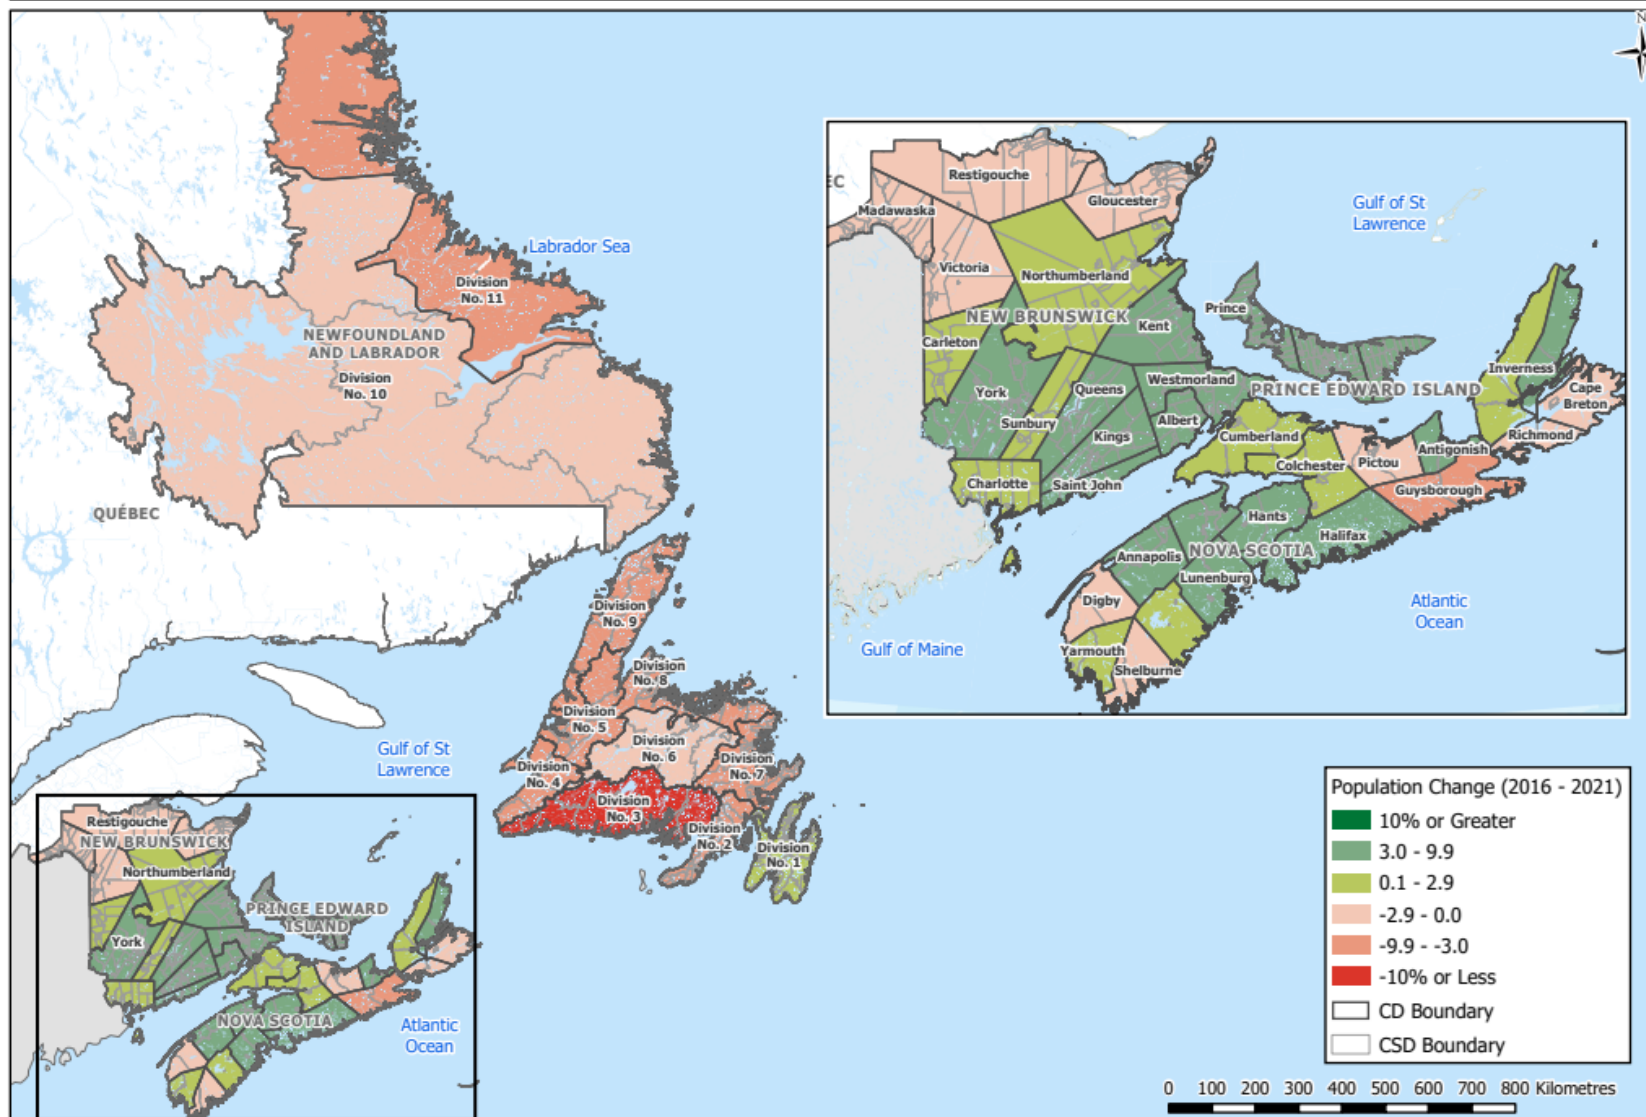 N
Labrador Sea
Division
No. 11
NEWFOUNDLAND
AND LABRADOR
Division
No. 10
QUÉBEC
Division
No. 9
Division
No. 8
Division
No. 5
Division
No. 6
Division
No. 4
Division
No. 7
Division
No. 3
Division
No. 2
Division
No. 1
Gulf of St
Lawrence
Restigouche
NEW BRUNSWICK
Northumberland
PRINCE EDWARD
ISLAND
York
NOVA SCOTIA
Atlantic
Ocean
EC
Restigouche
Madawaska
Gloucester
Gulf of St
Lawrence
Victoria
Northumberland
Prince
NEW BRUNSWICK
Kent
Carleton
Inverness
Westmorland
PRINCE EDWARD ISLAND
Cape
Breton
York
Queens
Sunbury
Albert
Kings
Cumberland
Richmond
Antigonish
Colchester
Pictou
Charlotte
Saint John
Guysborough
Hants
Halifax
Annapolis
NOVA SCOTIA
Lunenburg
Digby
Atlantic
Ocean
Gulf of Maine
Yarmouth
Shelburne
Population Change (2016 - 2021)
10% or Greater
3.0 - 9.9
0.1 - 2.9
-2.9 - 0.0
-9.9 - -3.0
-10% or Less
CD Boundary
CSD Boundary
0 100 200 300 400 500 600 700 800 Kilometres